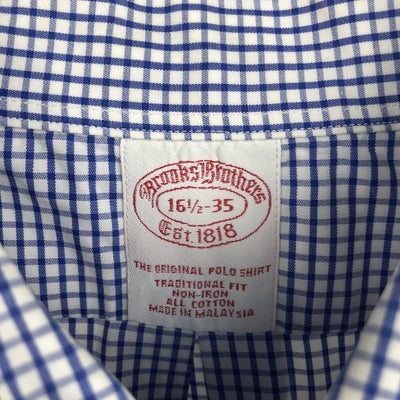 Brooks Brothers
16½-35
Est. 1818
THE ORIGINAL POLO SHIRT
TRADITIONAL FIT
NON-IRON
ALL COTTON
MADE IN MALAYSIA